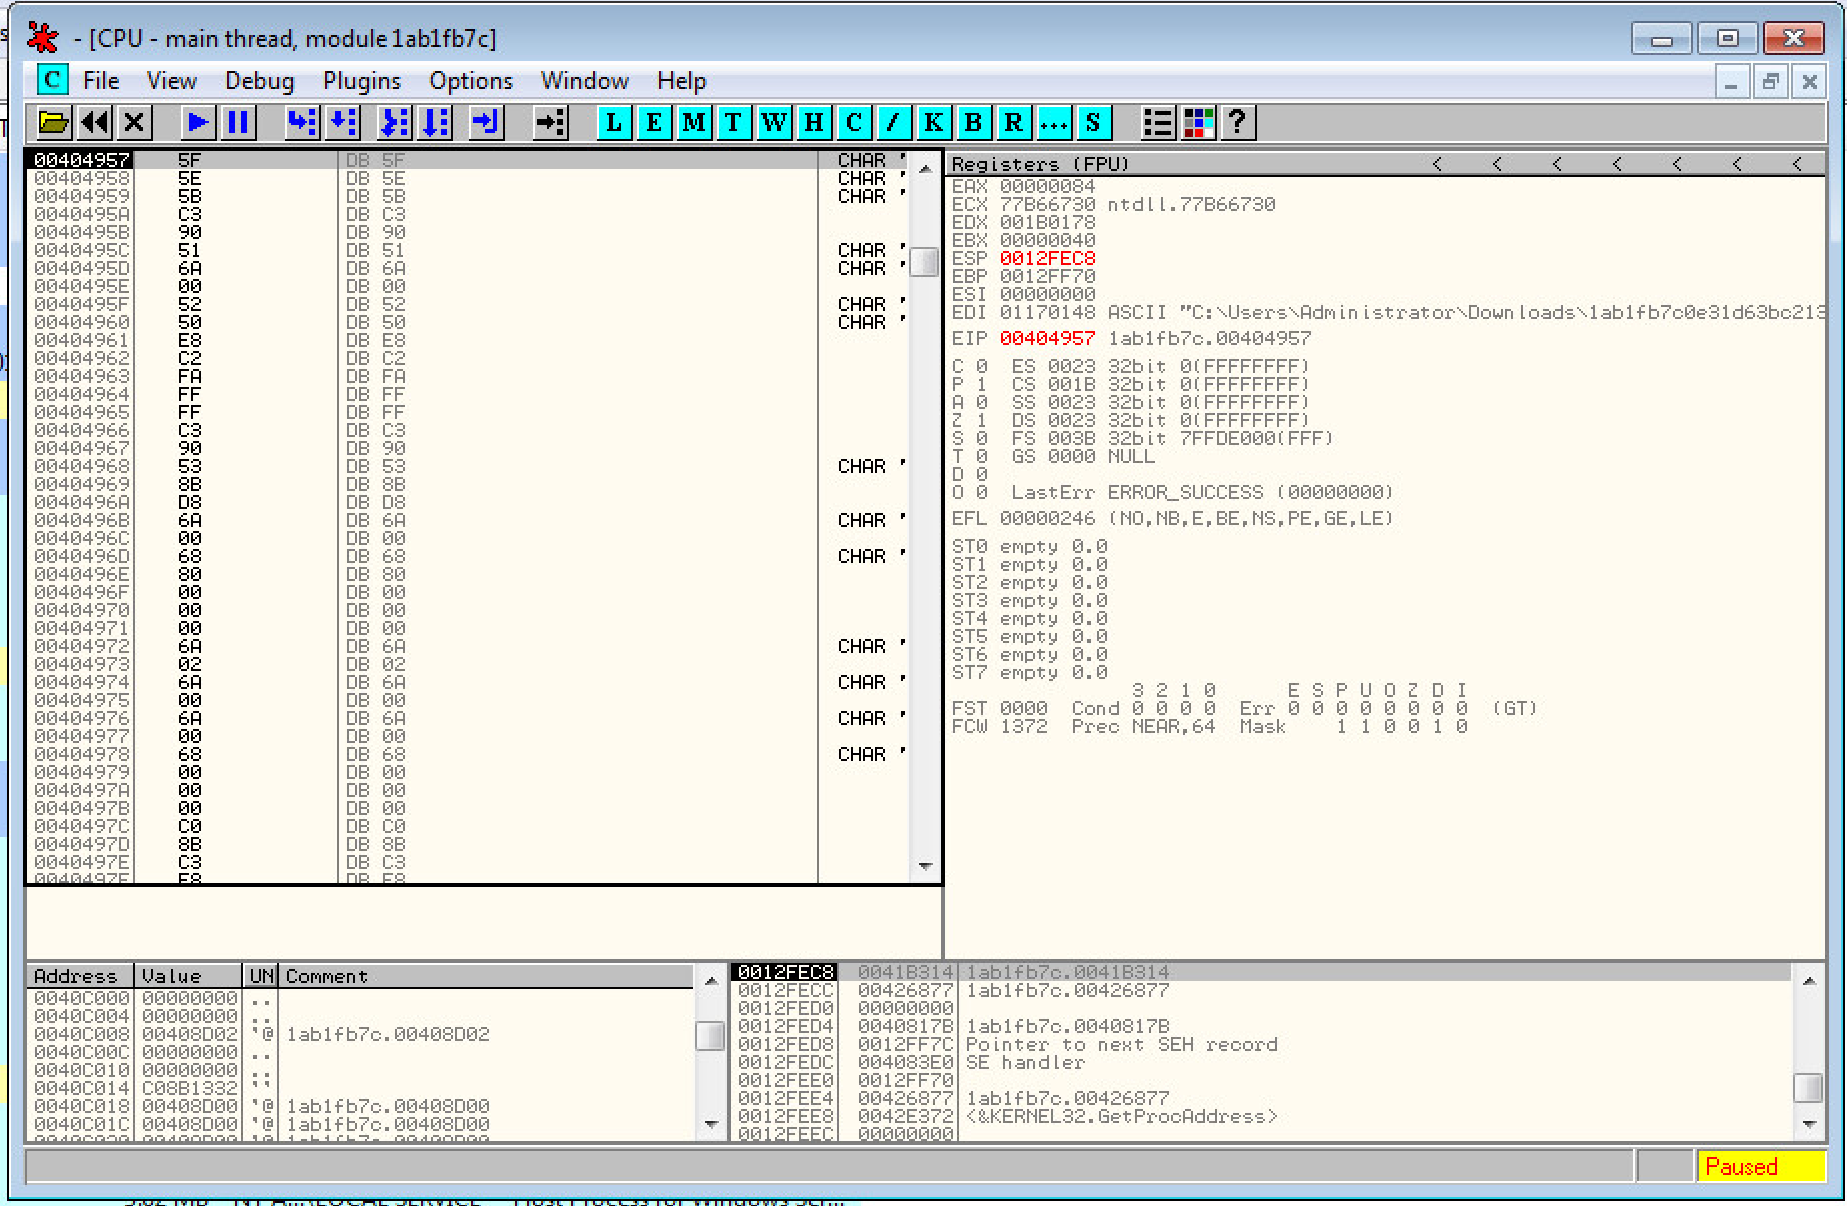 - [CPU - main thread, module 1ab1fb7c]
C File View Debug Plugins Options Window Help
L E M T W H C / K B R ... S ?
00404957 5F DB 5F CHAR '
00404958 5E DB 5E CHAR '
00404959 5B DB 5B CHAR '
0040495A C3 DB C3
0040495B 90 DB 90
0040495C 51 DB 51 CHAR '
0040495D 6A DB 6A CHAR '
0040495E 00 DB 00
0040495F 52 DB 52 CHAR '
00404960 50 DB 50 CHAR '
00404961 E8 DB E8
00404962 C2 DB C2
00404963 FA DB FA
00404964 FF DB FF
00404965 FF DB FF
00404966 C3 DB C3
00404967 90 DB 90
00404968 53 DB 53 CHAR '
00404969 8B DB 8B
0040496A D8 DB D8
0040496B 6A DB 6A CHAR '
0040496C 00 DB 00
0040496D 68 DB 68 CHAR '
0040496E 80 DB 80
0040496F 00 DB 00
00404970 00 DB 00
00404971 00 DB 00
00404972 6A DB 6A CHAR '
00404973 02 DB 02
00404974 6A DB 6A CHAR '
00404975 00 DB 00
00404976 6A DB 6A CHAR '
00404977 00 DB 00
00404978 68 DB 68 CHAR '
00404979 00 DB 00
0040497A 00 DB 00
0040497B 00 DB 00
0040497C C0 DB C0
0040497D 8B DB 8B
0040497E C3 DB C3
0040497F E8 DB E8
Registers (FPU) < < < < < < <
EAX 00000084
ECX 77B66730 ntdll.77B66730
EDX 001B0178
EBX 00000040
ESP 0012FEC8
EBP 0012FF70
ESI 00000000
EDI 01170148 ASCII "C:\Users\Administrator\Downloads\1ab1fb7c0e31d63bc213
EIP 00404957 1ab1fb7c.00404957
C 0 ES 0023 32bit 0(FFFFFFFF)
P 1 CS 001B 32bit 0(FFFFFFFF)
A 0 SS 0023 32bit 0(FFFFFFFF)
Z 1 DS 0023 32bit 0(FFFFFFFF)
S 0 FS 003B 32bit 7FFDE000(FFF)
T 0 GS 0000 NULL
D 0
O 0 LastErr ERROR_SUCCESS (00000000)
EFL 00000246 (NO,NB,E,BE,NS,PE,GE,LE)
ST0 empty 0.0
ST1 empty 0.0
ST2 empty 0.0
ST3 empty 0.0
ST4 empty 0.0
ST5 empty 0.0
ST6 empty 0.0
ST7 empty 0.0
3 2 1 0 E S P U O Z D I
FST 0000 Cond 0 0 0 0 Err 0 0 0 0 0 0 0 0 (GT)
FCW 1372 Prec NEAR,64 Mask 1 1 0 0 1 0
Address Value UN Comment
0040C000 00000000 ..
0040C004 00000000 ..
0040C008 00408D02 '@ 1ab1fb7c.00408D02
0040C00C 00000000 ..
0040C010 00000000 ..
0040C014 C08B1332
0040C018 00408D00 '@ 1ab1fb7c.00408D00
0040C01C 00408D00 '@ 1ab1fb7c.00408D00
0040C020 00408D00 '@ 1ab1fb7c.00408D00
0012FEC8 0041B314 1ab1fb7c.0041B314
0012FECC 00426877 1ab1fb7c.00426877
0012FED0 00000000
0012FED4 0040817B 1ab1fb7c.0040817B
0012FED8 0012FF7C Pointer to next SEH record
0012FEDC 004083E0 SE handler
0012FEE0 0012FF70
0012FEE4 00426877 1ab1fb7c.00426877
0012FEE8 0042E372 <&KERNEL32.GetProcAddress>
0012FEEC 00000000
Paused